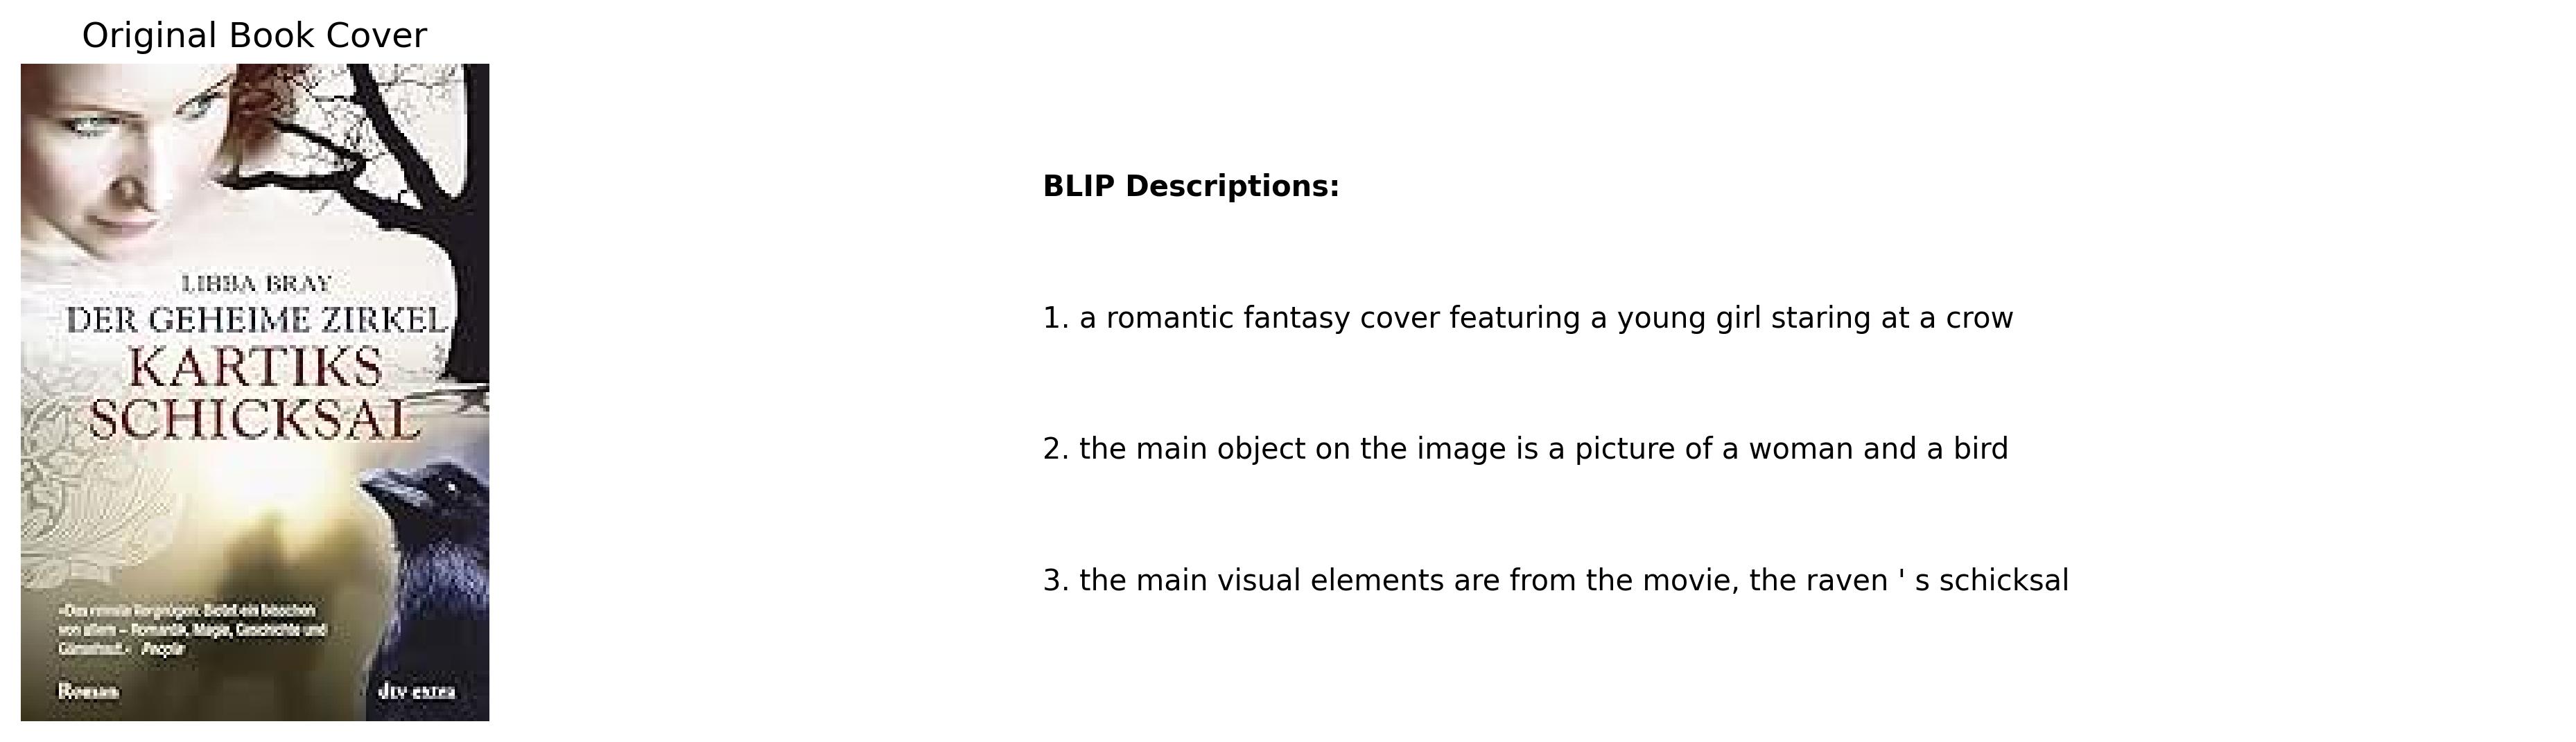 Original Book Cover
LIBBA BRAY
DER GEHEIME ZIRKEL
KARTIKS
SCHICKSAL
»Das reinste Vergnügen. Bietet ein bisschen
von allem – Romantik, Magie, Geschichte und
People
Roman
dtv extra
BLIP Descriptions:
1. a romantic fantasy cover featuring a young girl staring at a crow
2. the main object on the image is a picture of a woman and a bird
3. the main visual elements are from the movie, the raven ' s schicksal